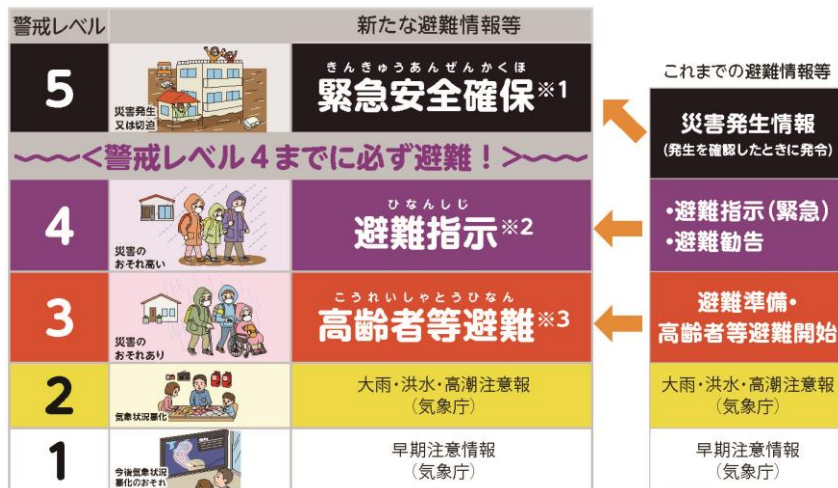 警戒レベル
新たな避難情報等
これまでの避難情報等
5
災害発生
又は切迫
きんきゅうあんぜんかくほ
緊急安全確保※1
災害発生情報
(発生を確認したときに発令)
〜〜〜<警戒レベル4までに必ず避難！>〜〜〜
4
災害の
おそれ高い
ひなんしじ
避難指示※2
・避難指示(緊急)
・避難勧告
3
災害の
おそれあり
こうれいしゃとうひなん
高齢者等避難※3
避難準備・
高齢者等避難開始
2
気象状況悪化
大雨・洪水・高潮注意報
(気象庁)
大雨・洪水・高潮注意報
(気象庁)
1
今後気象状況
悪化のおそれ
早期注意情報
(気象庁)
早期注意情報
(気象庁)